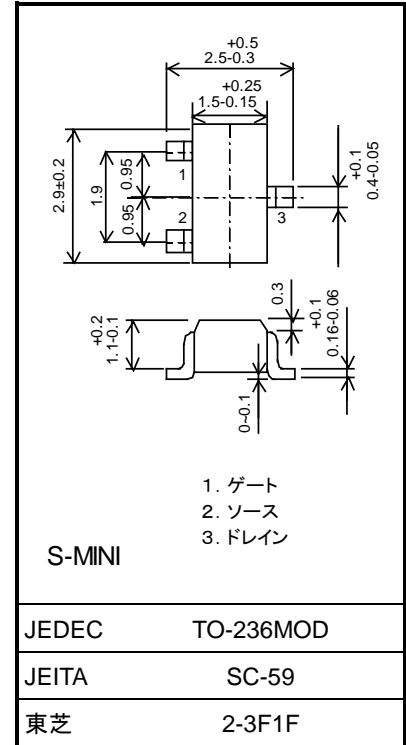 +0.5
2.5-0.3
+0.25
1.5-0.15
2.9±0.2
1.9
0.95
0.95
1
2
3
+0.1
0.4-0.05
+0.2
1.1-0.1
0.3
+0.1
0.16-0.06
0~0.1
1. ゲート
2. ソース
3. ドレイン
S-MINI
JEDEC TO-236MOD
JEITA SC-59
東芝 2-3F1F